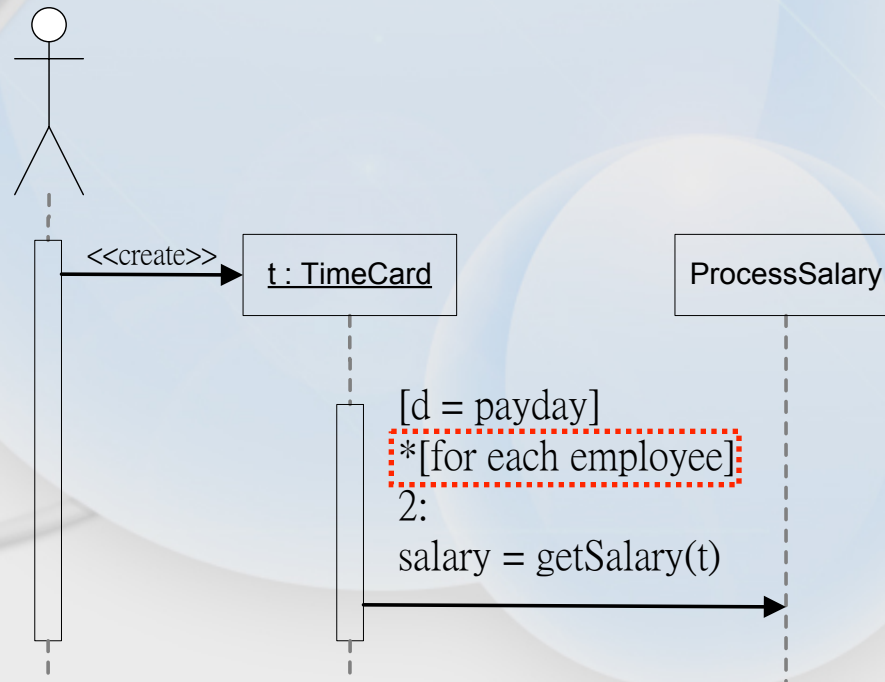 <<create>>
t : TimeCard
ProcessSalary
[d = payday]
*[for each employee]
2:
salary = getSalary(t)